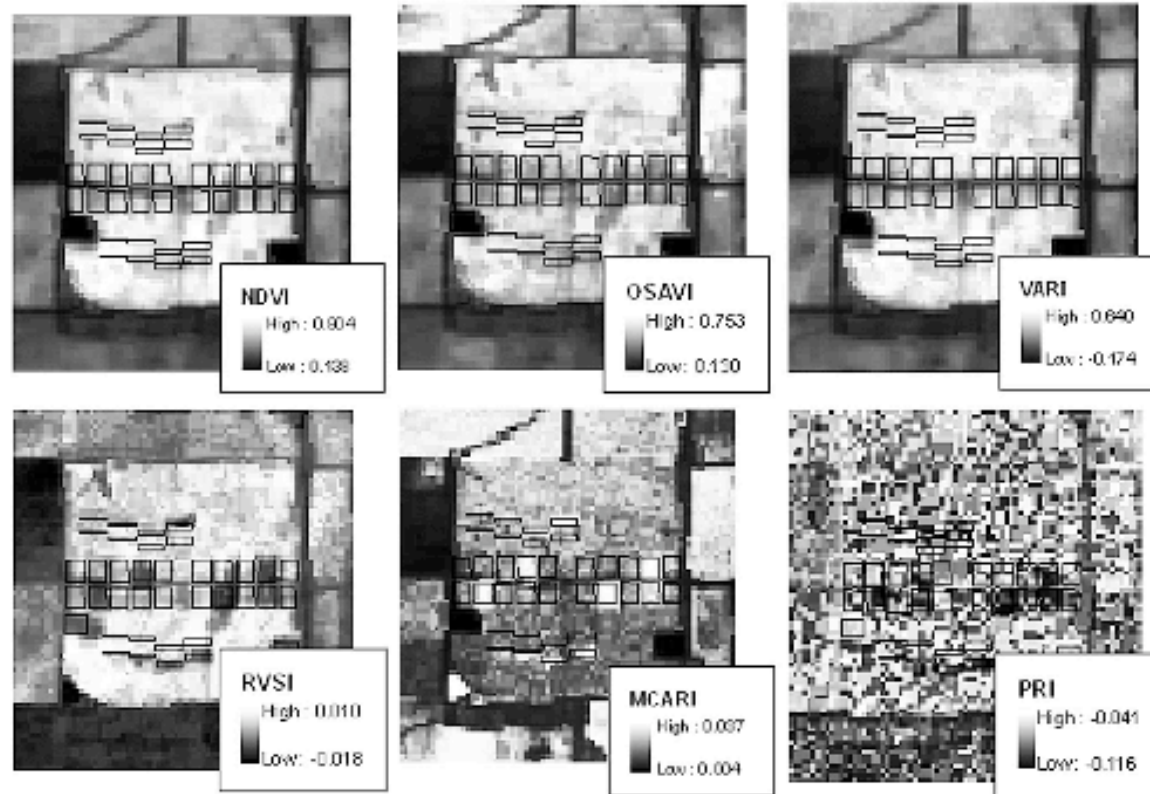 NDVI
High : 0.904
Low : 0.138
OSAVI
High : 0.753
Low: 0.130
VARI
High : 0.640
Low : -0.174
RVSI
High : 0.010
Low: -0.018
MCARI
High : 0.037
Low : 0.004
PRI
High : -0.041
Low : -0.116